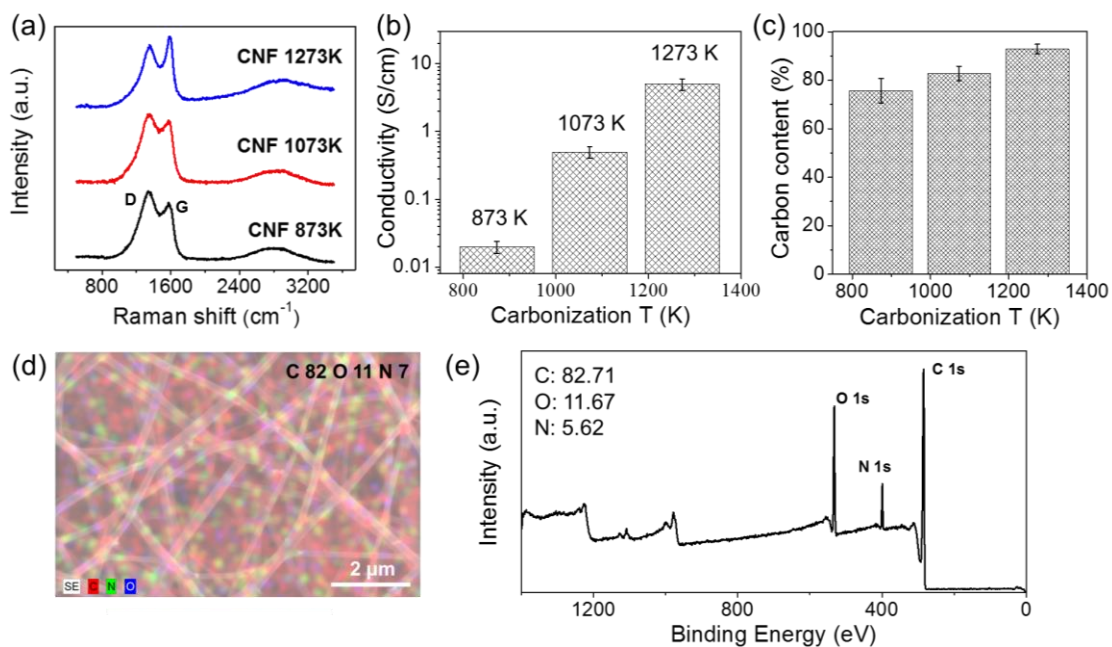 (a)
CNF 1273K
CNF 1073K
D
G
CNF 873K
Intensity (a.u.)
800 1600 2400 3200
Raman shift (cm⁻¹)
(b)
1273 K
1073 K
873 K
10
1
0.1
0.01
Conductivity (S/cm)
800 1000 1200 1400
Carbonization T (K)
(c)
100
80
60
40
20
0
Carbon content (%)
800 1000 1200 1400
Carbonization T (K)
(d)
C 82 O 11 N 7
SE C N O
2 μm
(e)
C: 82.71
O: 11.67
N: 5.62
O 1s
N 1s
C 1s
Intensity (a.u.)
1200 800 400 0
Binding Energy (eV)